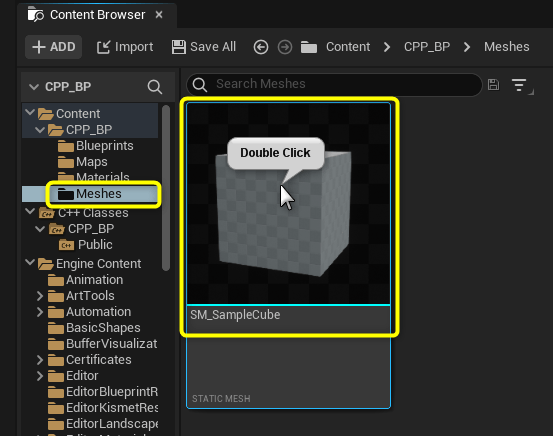 Content Browser
+ ADD
Import
Save All
Content > CPP_BP > Meshes
CPP_BP
Search Meshes
Content
CPP_BP
Blueprints
Maps
Materials
Meshes
C++ Classes
CPP_BP
Public
Engine Content
Animation
ArtTools
Automation
BasicShapes
BufferVisualizat
Certificates
Editor
EditorBlueprintR
EditorKismetRes
EditorLandscape
Double Click
SM_SampleCube
STATIC MESH